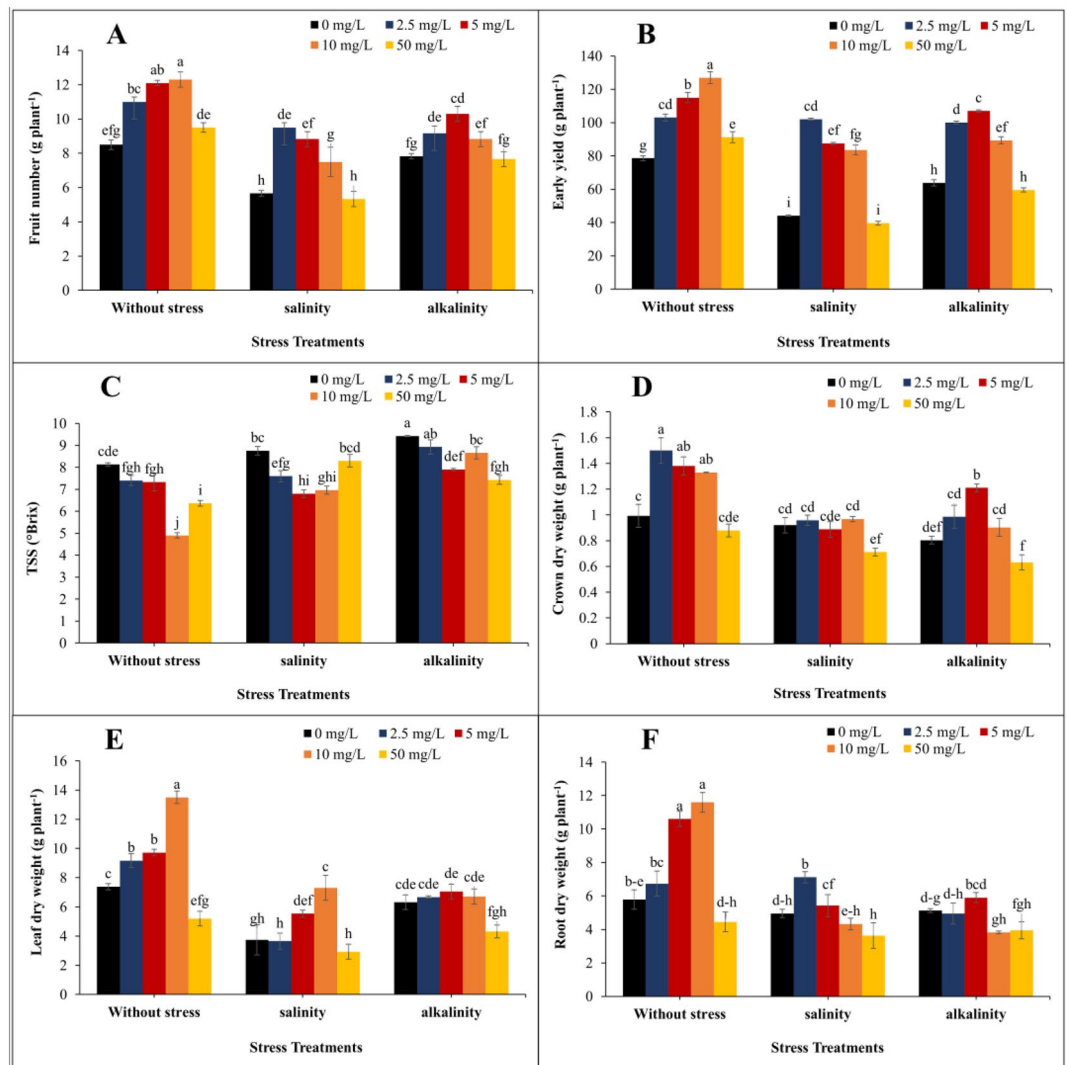 A
0 mg/L 2.5 mg/L 5 mg/L
10 mg/L 50 mg/L
Fruit number (g plant⁻¹)
14
12
10
8
6
4
2
0
efg bc ab a de
h de ef g h
fg de cd ef fg
Without stress salinity alkalinity
Stress Treatments
B
0 mg/L 2.5 mg/L 5 mg/L
10 mg/L 50 mg/L
Early yield (g plant⁻¹)
140
120
100
80
60
40
20
0
g cd b a e
i cd ef fg i
h d c ef h
Without stress salinity alkalinity
Stress Treatments
C
0 mg/L 2.5 mg/L 5 mg/L
10 mg/L 50 mg/L
TSS (°Brix)
10
9
8
7
6
5
4
3
2
1
0
cde fgh fgh j i
bc efg hi ghi bcd
a ab def bc fgh
Without stress salinity alkalinity
Stress Treatments
D
0 mg/L 2.5 mg/L 5 mg/L
10 mg/L 50 mg/L
Crown dry weight (g plant⁻¹)
1.8
1.6
1.4
1.2
1
0.8
0.6
0.4
0.2
0
c a ab ab cde
cd cd cde cd ef
def cd b cd f
Without stress salinity alkalinity
Stress Treatments
E
0 mg/L 2.5 mg/L 5 mg/L
10 mg/L 50 mg/L
Leaf dry weight (g plant⁻¹)
16
14
12
10
8
6
4
2
0
c b b a efg
gh h def c h
cde cde de cde fgh
Without stress salinity alkalinity
Stress Treatments
F
0 mg/L 2.5 mg/L 5 mg/L
10 mg/L 50 mg/L
Root dry weight (g plant⁻¹)
14
12
10
8
6
4
2
0
b-e bc a a d-h
d-h b cf e-h h
d-g d-h bcd gh fgh
Without stress salinity alkalinity
Stress Treatments